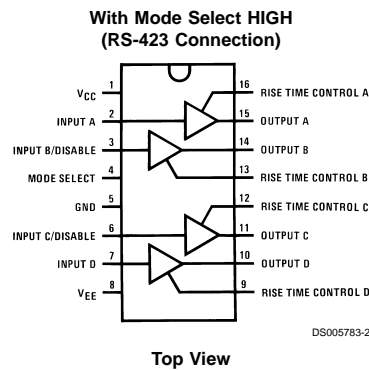 With Mode Select HIGH
(RS-423 Connection)
1 16
VCC RISE TIME CONTROL A
2 15
INPUT A OUTPUT A
3 14
INPUT B/DISABLE OUTPUT B
4 13
MODE SELECT RISE TIME CONTROL B
5 12
GND RISE TIME CONTROL C
6 11
INPUT C/DISABLE OUTPUT C
7 10
INPUT D OUTPUT D
8 9
VEE RISE TIME CONTROL D
DS005783-2
Top View